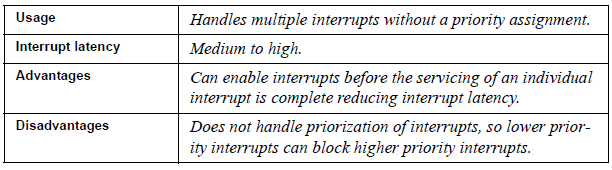 Usage Handles multiple interrupts without a priority assignment.
Interrupt latency Medium to high.
Advantages Can enable interrupts before the servicing of an individual
interrupt is complete reducing interrupt latency.
Disadvantages Does not handle priorization of interrupts, so lower prior-
ity interrupts can block higher priority interrupts.